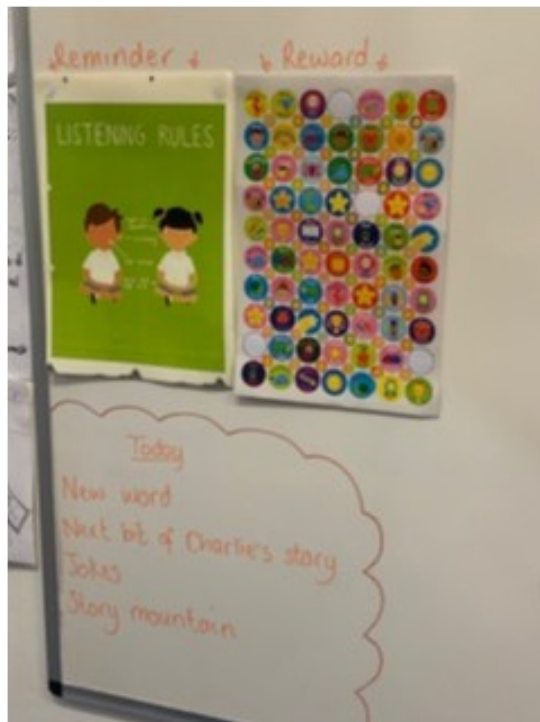 Reminder
Reward
LISTENING RULES
Today
New word
Next bit of Charlie's story
Jokes
Story mountain